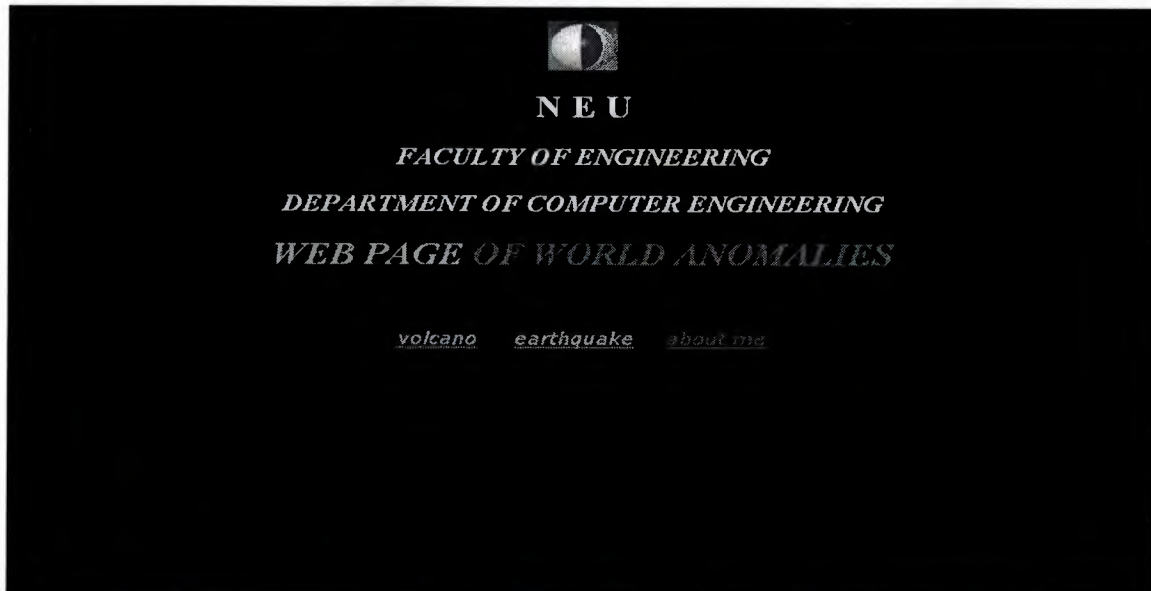 N E U
FACULTY OF ENGINEERING
DEPARTMENT OF COMPUTER ENGINEERING
WEB PAGE OF WORLD ANOMALIES
volcano earthquake about me